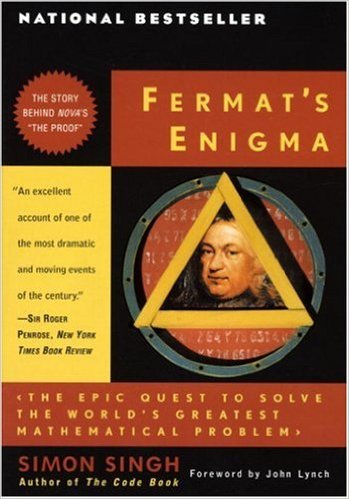 NATIONAL BESTSELLER
THE STORY
BEHIND NOVA'S
"THE PROOF"
FERMAT'S
ENIGMA
"An excellent
account of one of
the most dramatic
and moving events
of the century."
—Sir Roger
Penrose, New York
Times Book Review
<THE EPIC QUEST TO SOLVE
THE WORLD'S GREATEST
MATHEMATICAL PROBLEM>
SIMON SINGH
Foreword by John Lynch
Author of The Code Book